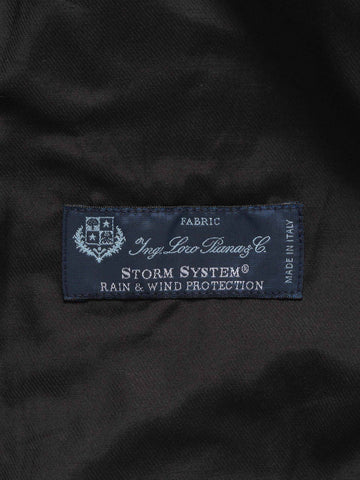 FABRIC
Ing. Loro Piana & C.
STORM SYSTEM®
RAIN & WIND PROTECTION
MADE IN ITALY